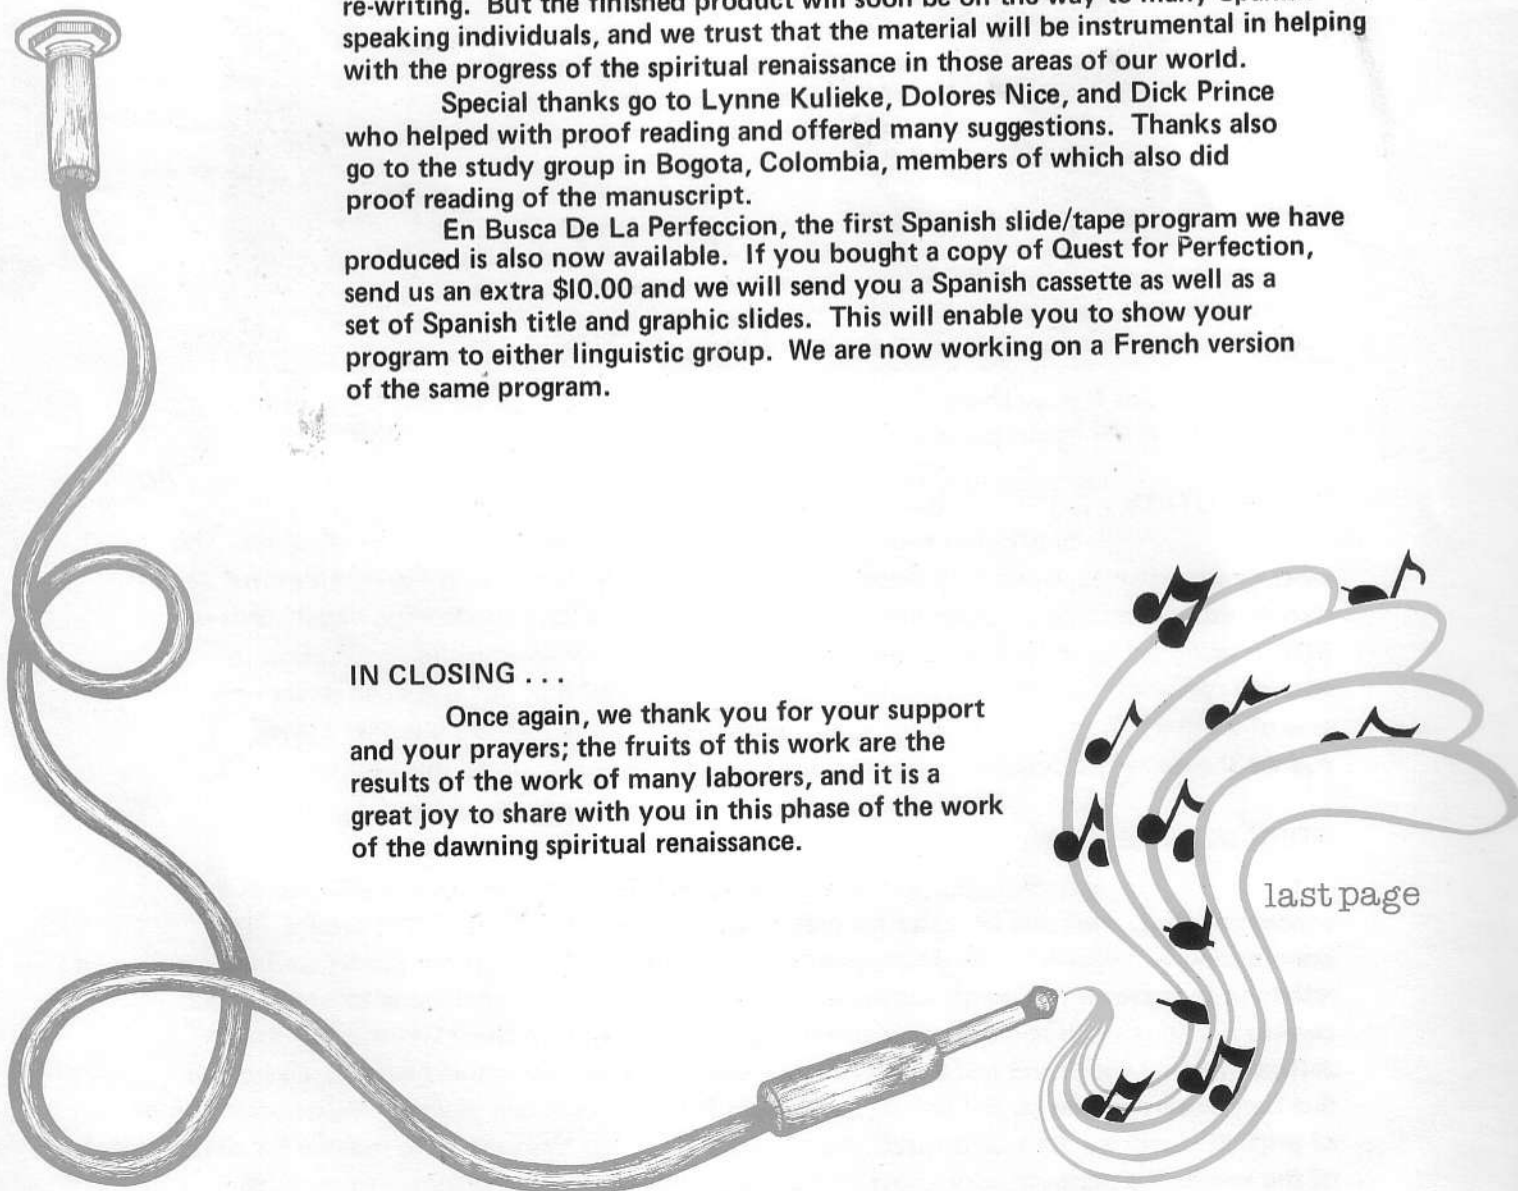 re-writing. But the finished product will soon be on the way to many Spanish
speaking individuals, and we trust that the material will be instrumental in helping
with the progress of the spiritual renaissance in those areas of our world.
Special thanks go to Lynne Kulieke, Dolores Nice, and Dick Prince
who helped with proof reading and offered many suggestions. Thanks also
go to the study group in Bogota, Colombia, members of which also did
proof reading of the manuscript.
En Busca De La Perfeccion, the first Spanish slide/tape program we have
produced is also now available. If you bought a copy of Quest for Perfection,
send us an extra $10.00 and we will send you a Spanish cassette as well as a
set of Spanish title and graphic slides. This will enable you to show your
program to either linguistic group. We are now working on a French version
of the same program.
IN CLOSING . . .
Once again, we thank you for your support
and your prayers; the fruits of this work are the
results of the work of many laborers, and it is a
great joy to share with you in this phase of the work
of the dawning spiritual renaissance.
last page